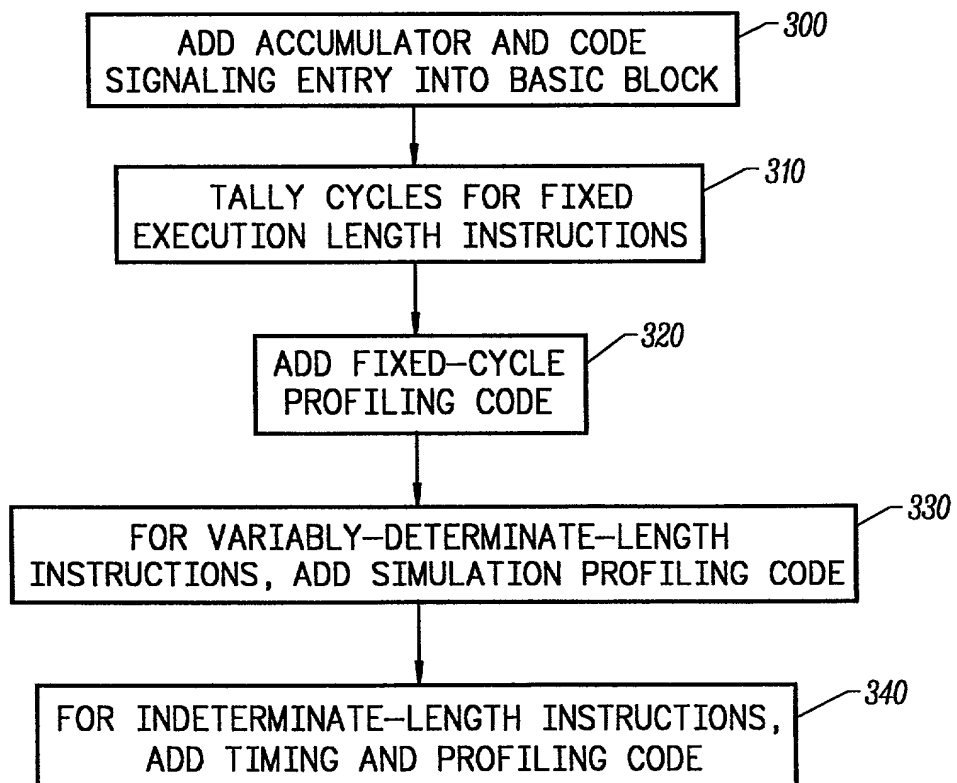 ADD ACCUMULATOR AND CODE
SIGNALING ENTRY INTO BASIC BLOCK
300
TALLY CYCLES FOR FIXED
EXECUTION LENGTH INSTRUCTIONS
310
ADD FIXED-CYCLE
PROFILING CODE
320
FOR VARIABLY-DETERMINATE-LENGTH
INSTRUCTIONS, ADD SIMULATION PROFILING CODE
330
FOR INDETERMINATE-LENGTH INSTRUCTIONS,
ADD TIMING AND PROFILING CODE
340